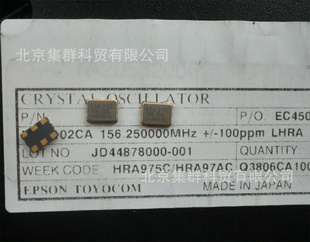 北京集群科贸有限公司
CRYSTAL OSCILLATOR
P/N P/O. EC450
02CA 156.250000MHz +/-100ppm LHRA
LOT NO JD44878000-001 QUANTITY
WEEK CODE HRA975C/HRA97AC Q3806CA100
EPSON TOYOCOM MADE IN JAPAN
北京集群科贸有限公司